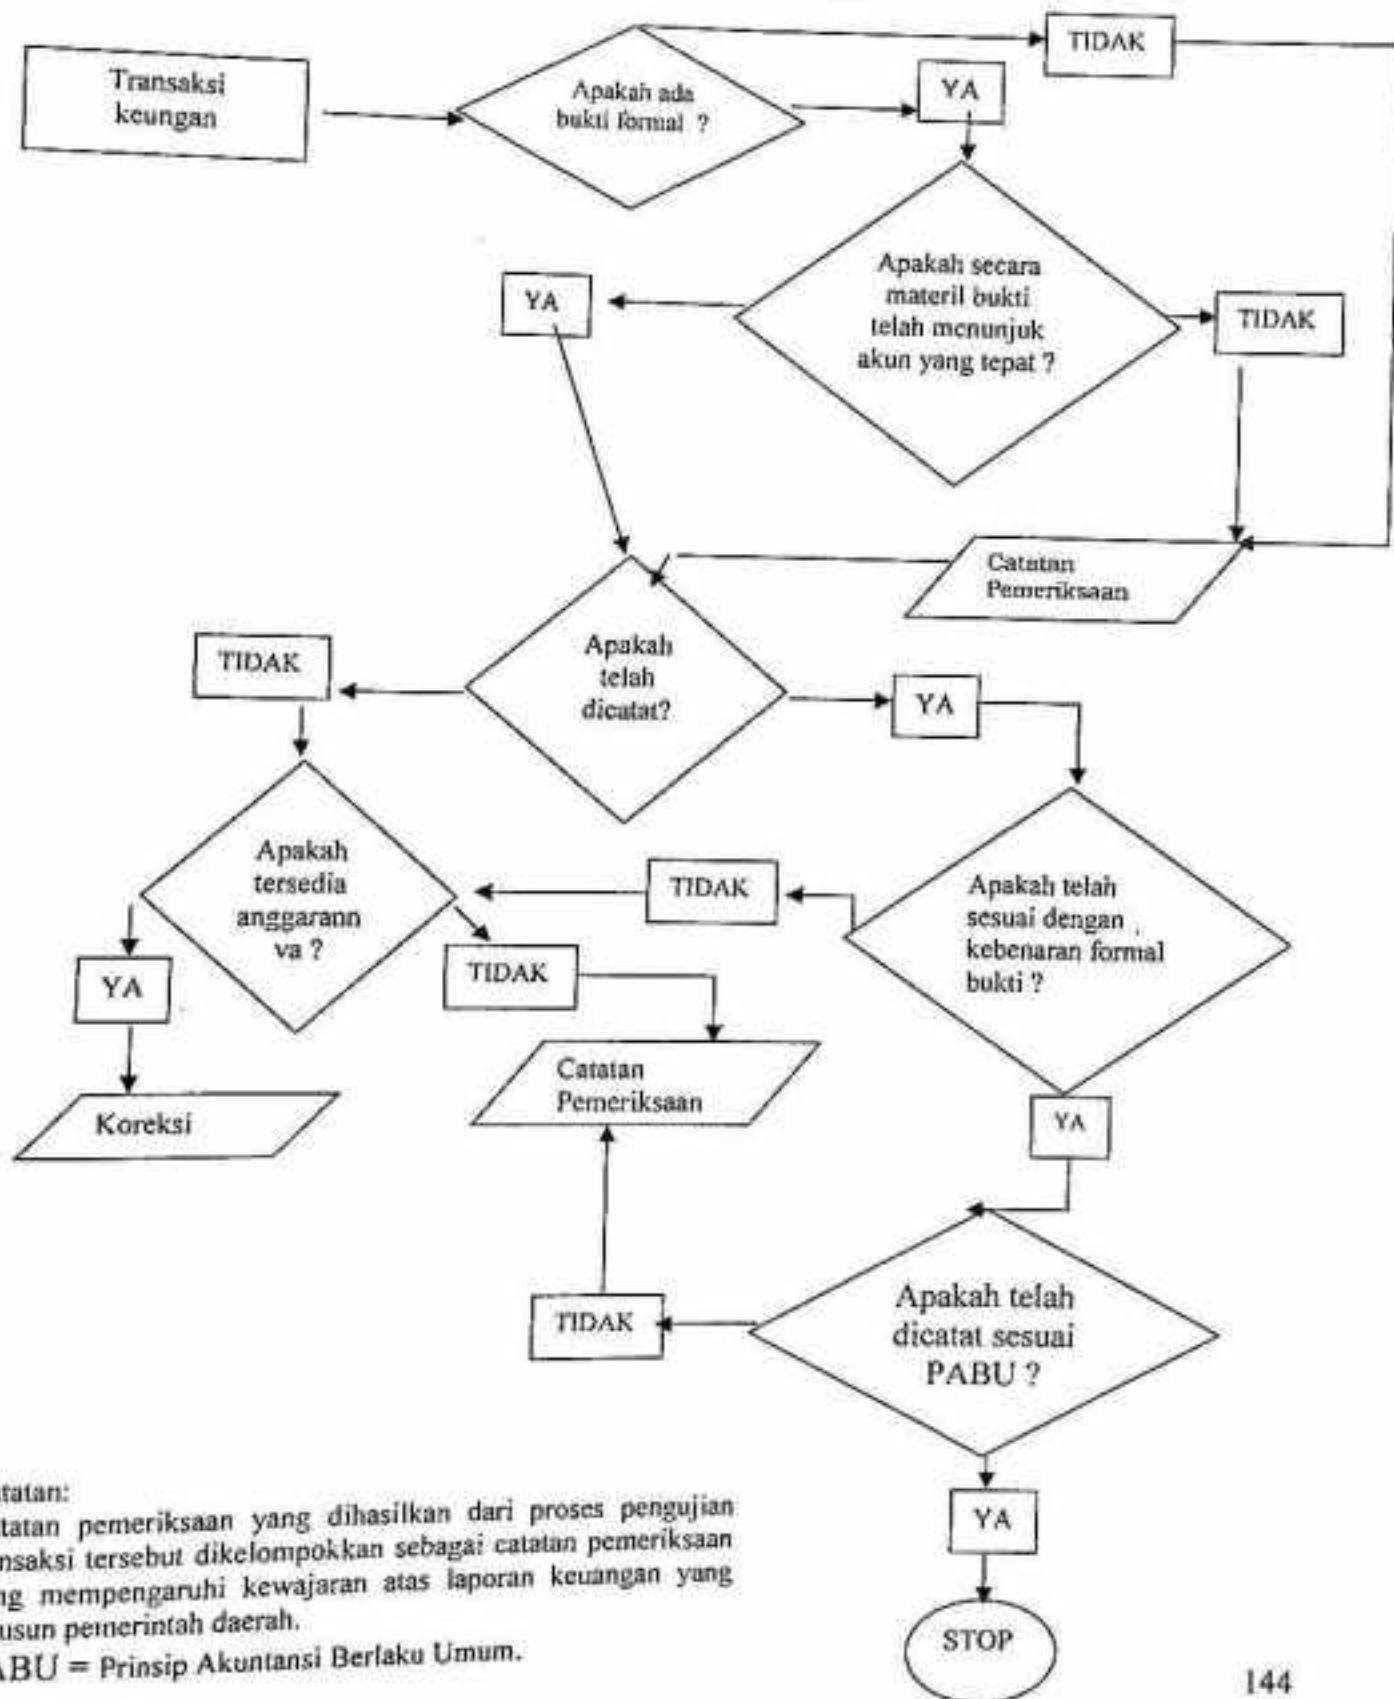 Transaksi
keungan
Apakah ada
bukti formal ?
TIDAK
YA
Apakah secara
materil bukti
telah menunjuk
akun yang tepat ?
YA
TIDAK
Catatan
Pemeriksaan
Apakah
telah
dicatat?
TIDAK
YA
Apakah
tersedia
anggarann
va ?
TIDAK
Apakah telah
sesuai dengan
kebenaran formal
bukti ?
YA
TIDAK
Catatan
Pemeriksaan
Koreksi
YA
Apakah telah
dicatat sesuai
PABU ?
TIDAK
YA
STOP
tatan:
tatan pemeriksaan yang dihasilkan dari proses pengujian
nsaksi tersebut dikelompokkan sebagai catatan pemeriksaan
ng mempengaruhi kewajaran atas laporan keuangan yang
usun pemerintah daerah.
ABU = Prinsip Akuntansi Berlaku Umum.
144